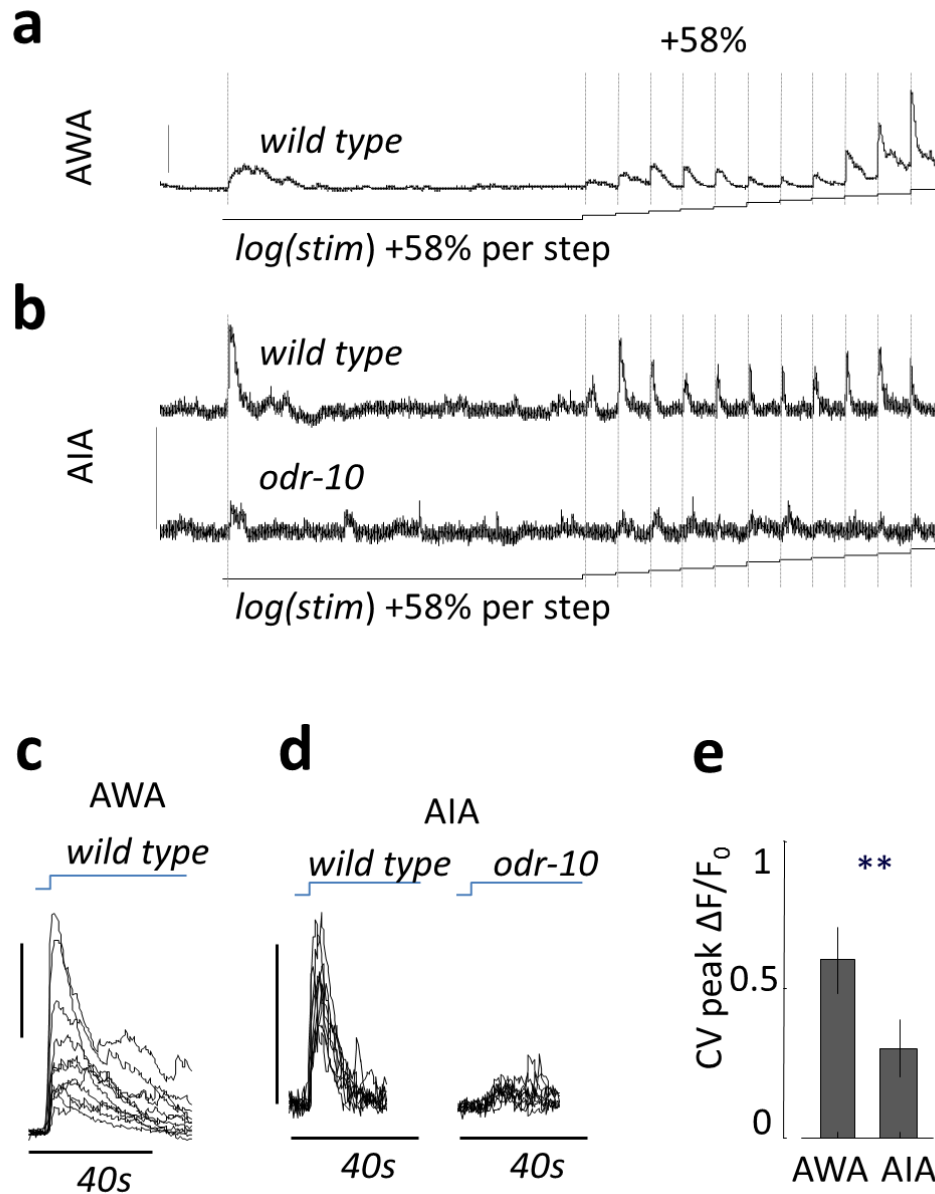 a
+58%
AWA
wild type
log(stim) +58% per step
b
wild type
AIA
odr-10
log(stim) +58% per step
c
AWA
wild type
40s
d
AIA
wild type odr-10
40s 40s
e
**
CV peak ΔF/F₀
1
0.5
0
AWA AIA